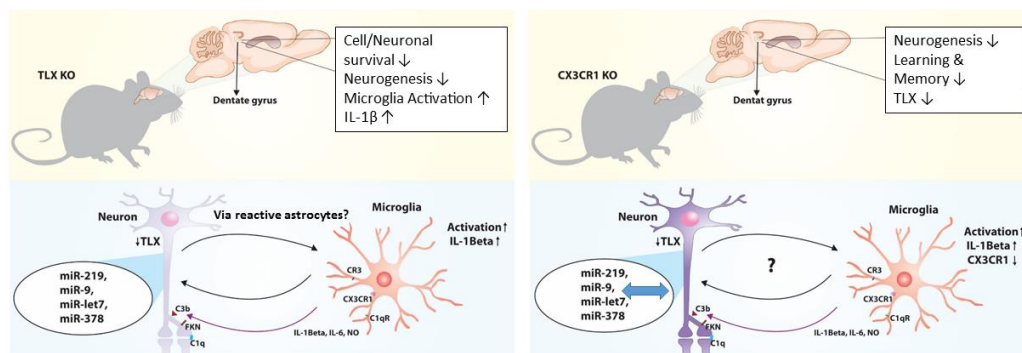 TLX KO
Dentate gyrus
Cell/Neuronal
survival ↓
Neurogenesis ↓
Microglia Activation ↑
IL-1β ↑
Neuron
↓TLX
Via reactive astrocytes?
Microglia
Activation↑
IL-1Beta↑
miR-219,
miR-9,
miR-let7,
miR-378
CR3
CX3CR1
C1qR
C3b
FKN
C1q
IL-1Beta, IL-6, NO
CX3CR1 KO
Dentat gyrus
Neurogenesis ↓
Learning &
Memory ↓
TLX ↓
Neuron
↓TLX
?
Microglia
Activation↑
IL-1Beta↑
CX3CR1 ↓
miR-219,
miR-9,
miR-let7,
miR-378
CR3
CX3CR1
C1qR
C3b
FKN
C1q
IL-1Beta, IL-6, NO